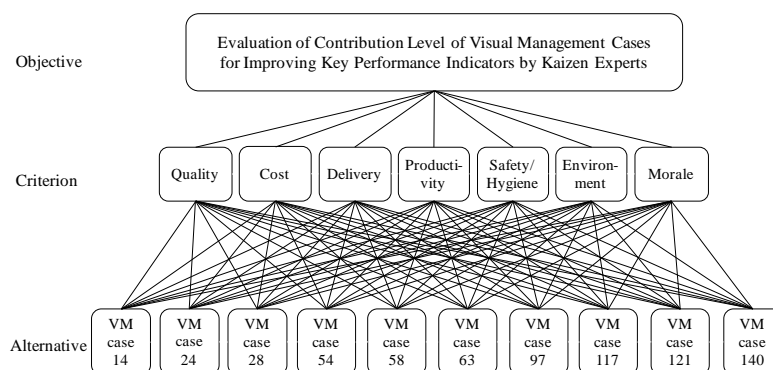 Objective
Evaluation of Contribution Level of Visual Management Cases
for Improving Key Performance Indicators by Kaizen Experts
Criterion
Quality
Cost
Delivery
Producti-
vity
Safety/
Hygiene
Environ-
ment
Morale
Alternative
VM
case
14
VM
case
24
VM
case
28
VM
case
54
VM
case
58
VM
case
63
VM
case
97
VM
case
117
VM
case
121
VM
case
140